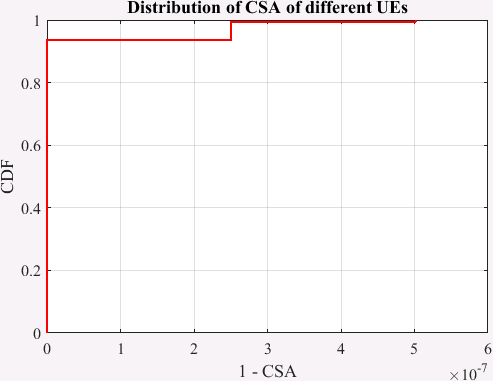 Distribution of CSA of different UEs
1
0.8
0.6
0.4
0.2
0
CDF
0 1 2 3 4 5 6
1 - CSA
×10-7